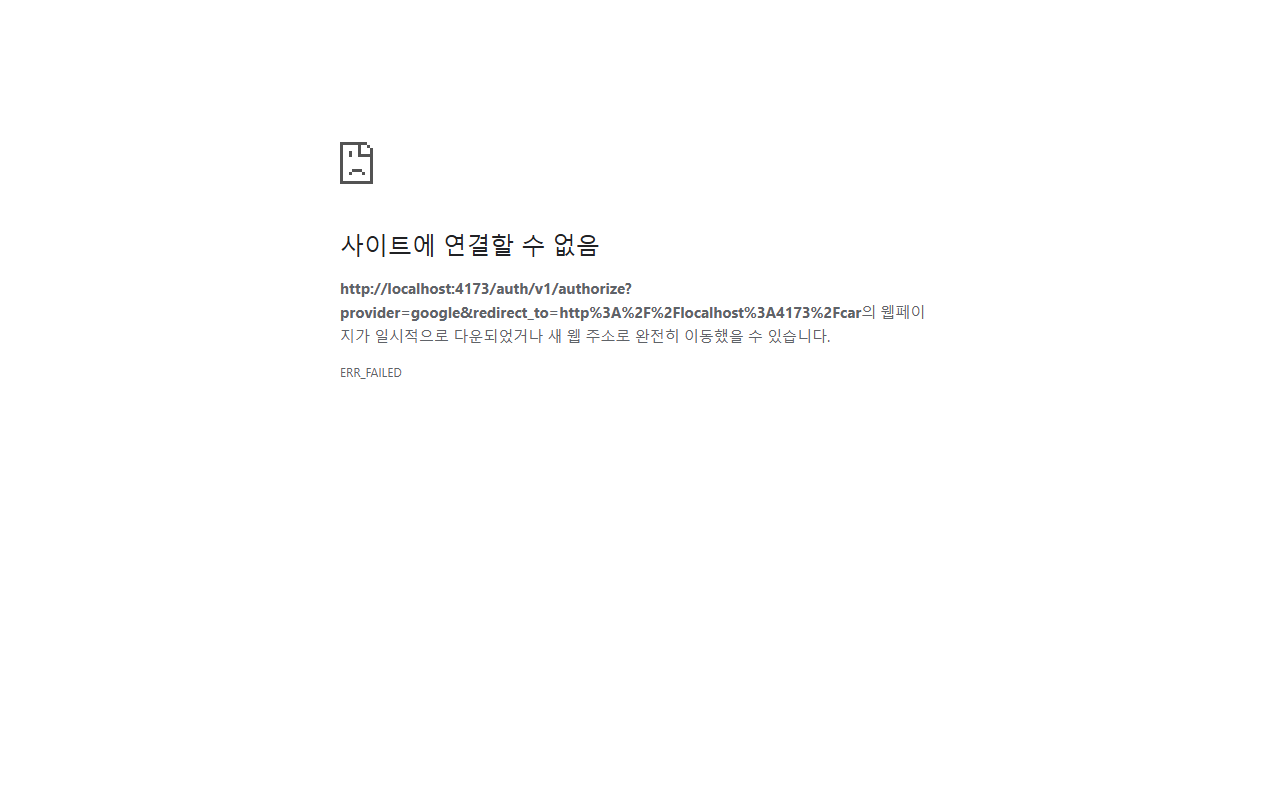 사이트에 연결할 수 없음
http://localhost:4173/auth/v1/authorize?
provider=google&redirect_to=http%3A%2F%2Flocalhost%3A4173%2Fcar의 웹페이
지가 일시적으로 다운되었거나 새 웹 주소로 완전히 이동했을 수 있습니다.
ERR_FAILED